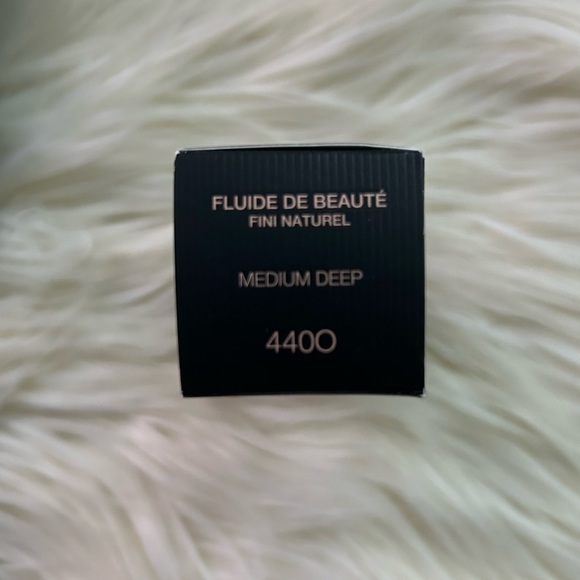 FLUIDE DE BEAUTÉ
FINI NATUREL
MEDIUM DEEP
440O